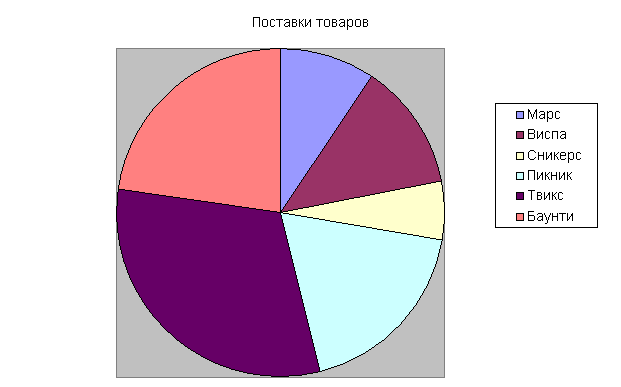 Поставки товаров
Марс
Виспа
Сникерс
Пикник
Твикс
Баунти